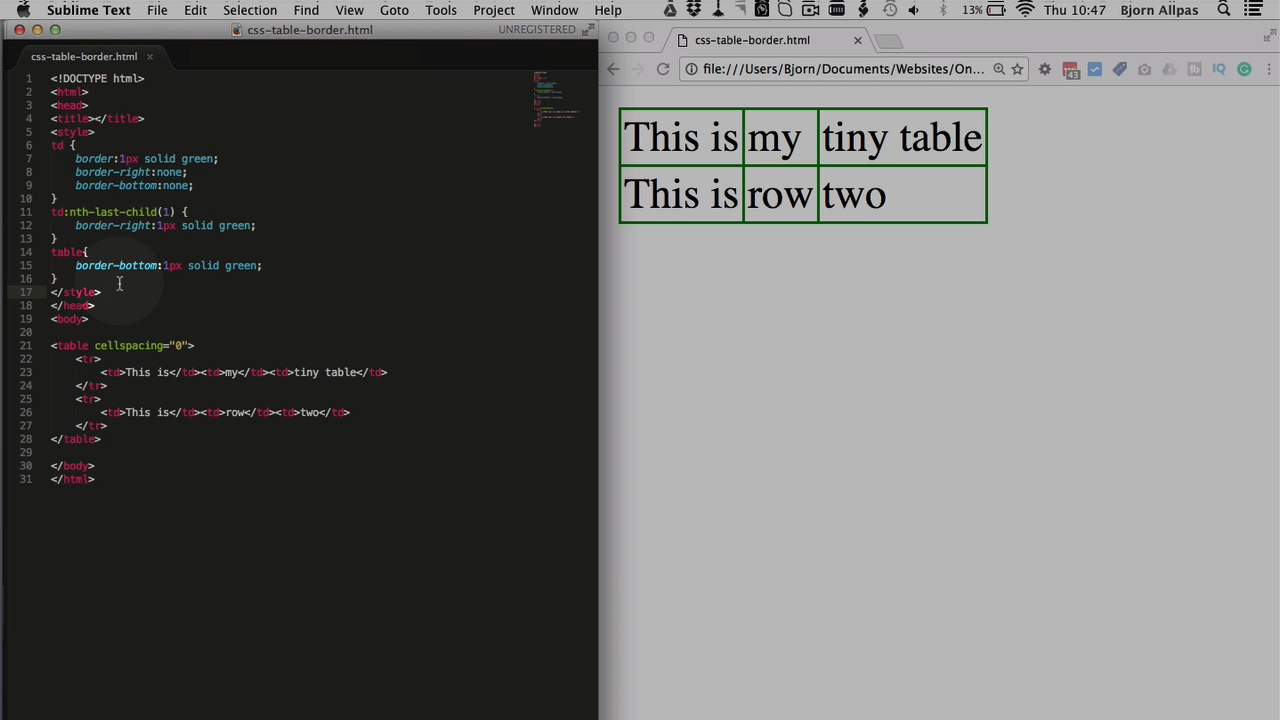 Sublime Text File Edit Selection Find View Goto Tools Project Window Help 13% Thu 10:47 Bjorn Allpas
css-table-border.html UNREGISTERED
css-table-border.html ×
1 <!DOCTYPE html>
2 <html>
3 <head>
4 <title></title>
5 <style>
6 td {
7 border:1px solid green;
8 border-right:none;
9 border-bottom:none;
10 }
11 td:nth-last-child(1) {
12 border-right:1px solid green;
13 }
14 table{
15 border-bottom:1px solid green;
16 }
17 </style>
18 </head>
19 <body>
20
21 <table cellspacing="0">
22 <tr>
23 <td>This is</td><td>my</td><td>tiny table</td>
24 </tr>
25 <tr>
26 <td>This is</td><td>row</td><td>two</td>
27 </tr>
28 </table>
29
30 </body>
31 </html>
css-table-border.html ×
file:///Users/Bjorn/Documents/Websites/On... 43
This is my tiny table
This is row two